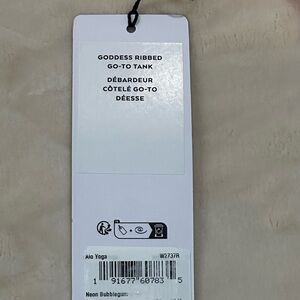 GODDESS RIBBED
GO-TO TANK
DÉBARDEUR
CÔTELÉ GO-TO
DÉESSE
Alo Yoga W2737R
1 91677 60783 5
Neon Bubblegum